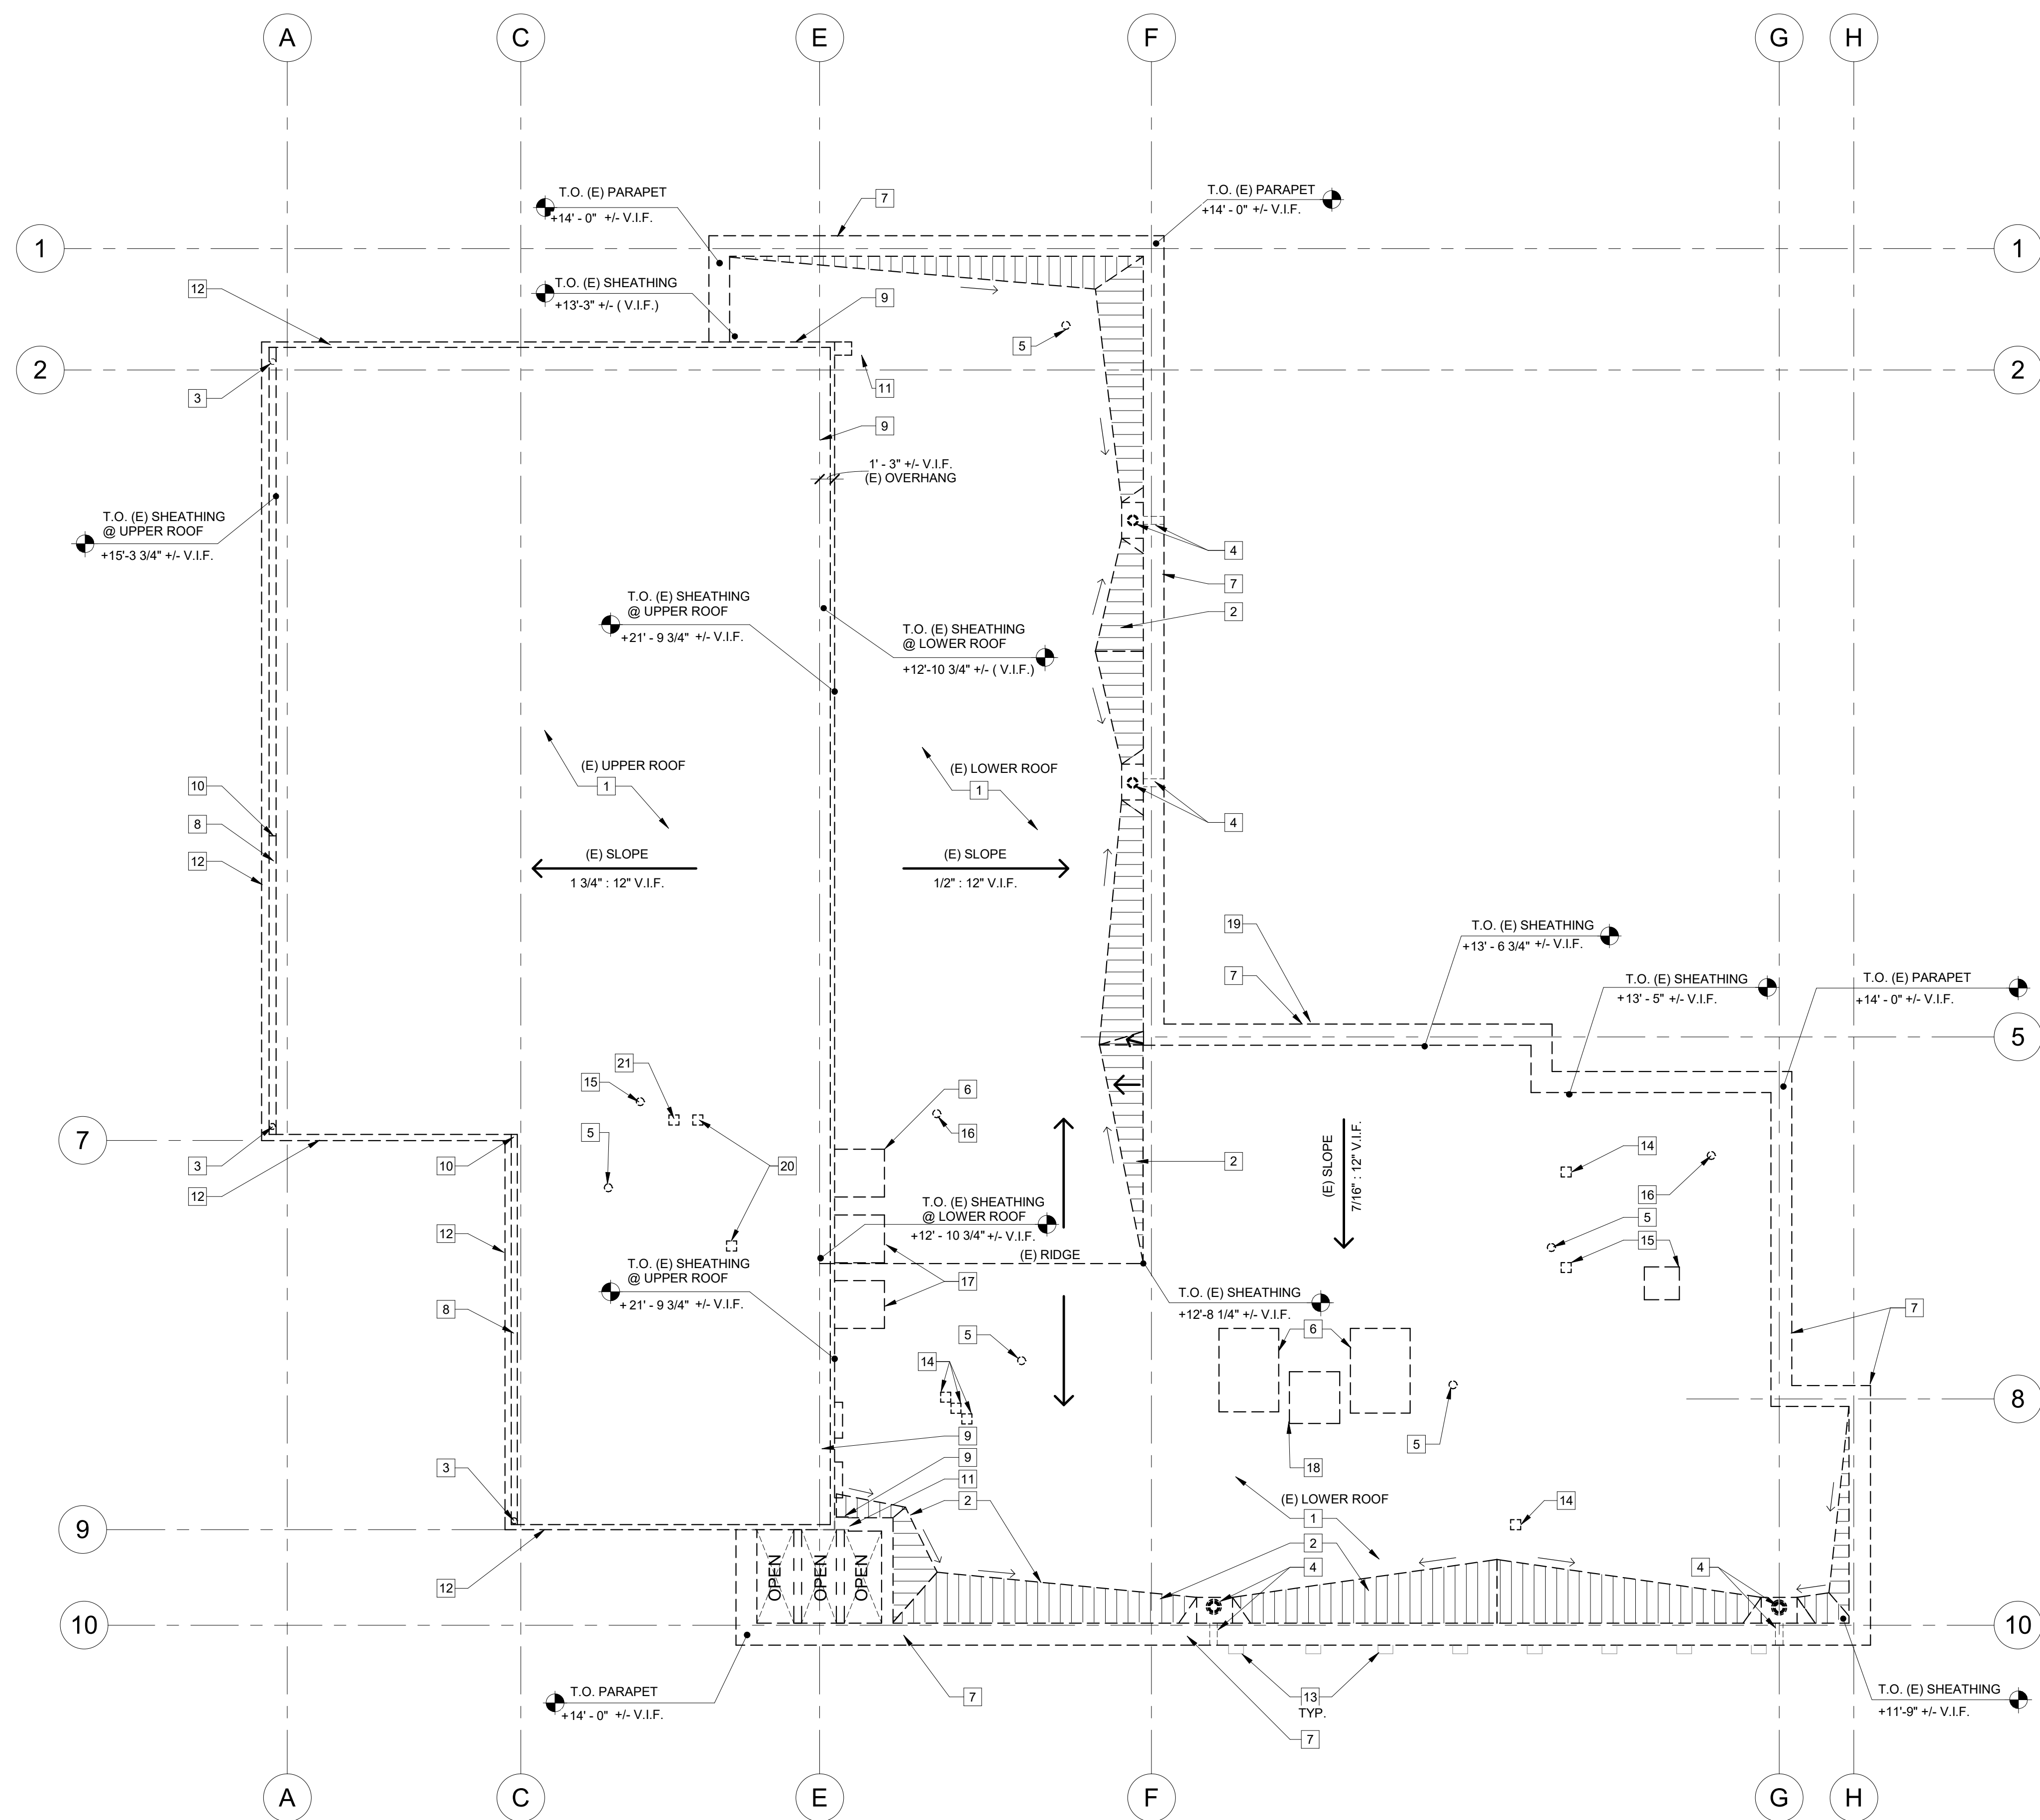 A
C
E
F
G
H
T.O. (E) PARAPET
+14' - 0" +/- V.I.F.
7
T.O. (E) PARAPET
+14' - 0" +/- V.I.F.
1
1
12
T.O. (E) SHEATHING
+13'-3" +/- ( V.I.F.)
9
5
2
2
3
11
9
1' - 3" +/- V.I.F.
(E) OVERHANG
T.O. (E) SHEATHING
@ UPPER ROOF
+15'-3 3/4" +/- V.I.F.
4
7
2
T.O. (E) SHEATHING
@ UPPER ROOF
+21' - 9 3/4" +/- V.I.F.
T.O. (E) SHEATHING
@ LOWER ROOF
+12'-10 3/4" +/- ( V.I.F.)
(E) UPPER ROOF
1
(E) LOWER ROOF
1
10
8
12
4
(E) SLOPE
1 3/4" : 12" V.I.F.
(E) SLOPE
1/2" : 12" V.I.F.
19
7
T.O. (E) SHEATHING
+13' - 6 3/4" +/- V.I.F.
T.O. (E) SHEATHING
+13' - 5" +/- V.I.F.
T.O. (E) PARAPET
+14' - 0" +/- V.I.F.
5
21
15
6
7
5
16
14
3
10
20
2
(E) SLOPE
7/16" : 12" V.I.F.
12
16
12
T.O. (E) SHEATHING
@ LOWER ROOF
+12' - 10 3/4" +/- V.I.F.
5
15
(E) RIDGE
T.O. (E) SHEATHING
@ UPPER ROOF
+ 21' - 9 3/4" +/- V.I.F.
17
8
T.O. (E) SHEATHING
+12'-8 1/4" +/- V.I.F.
7
6
5
14
8
9
5
3
9
18
11
2
(E) LOWER ROOF
1
14
9
2
OPEN
OPEN
OPEN
4
4
12
10
10
T.O. PARAPET
+14' - 0" +/- V.I.F.
7
13
TYP.
7
T.O. (E) SHEATHING
+11'-9" +/- V.I.F.
A
C
E
F
G
H